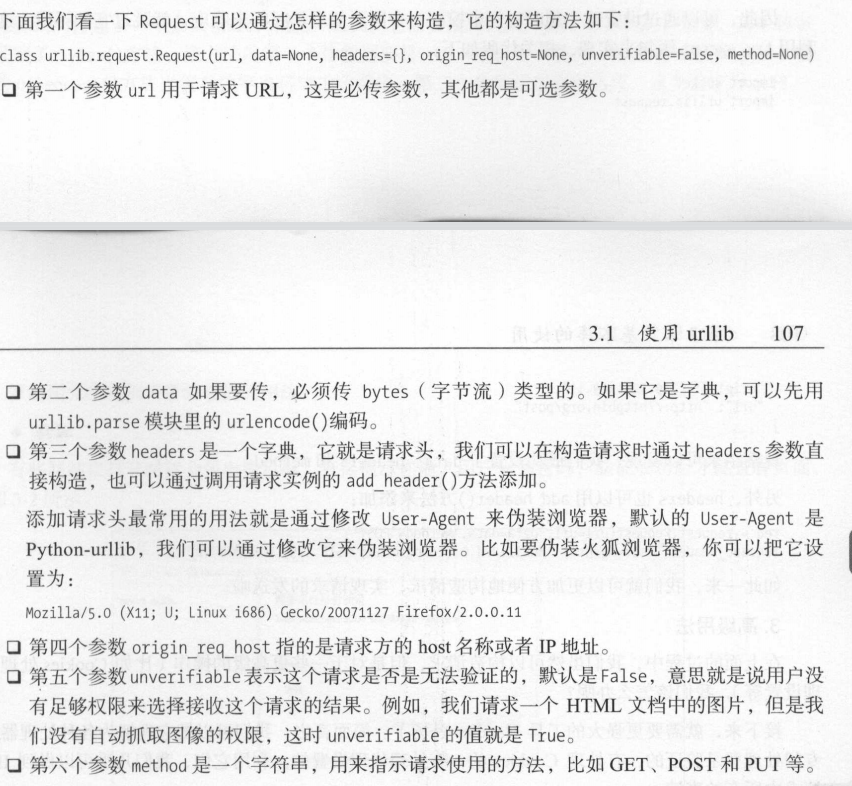 下面我们看一下 Request 可以通过怎样的参数来构造，它的构造方法如下：
class urllib.request.Request(url, data=None, headers={}, origin_req_host=None, unverifiable=False, method=None)
❑ 第一个参数 url 用于请求 URL，这是必传参数，其他都是可选参数。
3.1 使用 urllib 107
❑ 第二个参数 data 如果要传，必须传 bytes（字节流）类型的。如果它是字典，可以先用
urllib.parse 模块里的 urlencode()编码。
❑ 第三个参数 headers 是一个字典，它就是请求头，我们可以在构造请求时通过 headers 参数直
接构造，也可以通过调用请求实例的 add_header()方法添加。
添加请求头最常用的用法就是通过修改 User-Agent 来伪装浏览器，默认的 User-Agent 是
Python-urllib，我们可以通过修改它来伪装浏览器。比如要伪装火狐浏览器，你可以把它设
置为：
Mozilla/5.0 (X11; U; Linux i686) Gecko/20071127 Firefox/2.0.0.11
❑ 第四个参数 origin_req_host 指的是请求方的 host 名称或者 IP 地址。
❑ 第五个参数 unverifiable 表示这个请求是否是无法验证的，默认是 False，意思就是说用户没
有足够权限来选择接收这个请求的结果。例如，我们请求一个 HTML 文档中的图片，但是我
们没有自动抓取图像的权限，这时 unverifiable 的值就是 True。
❑ 第六个参数 method 是一个字符串，用来指示请求使用的方法，比如 GET、POST 和 PUT 等。